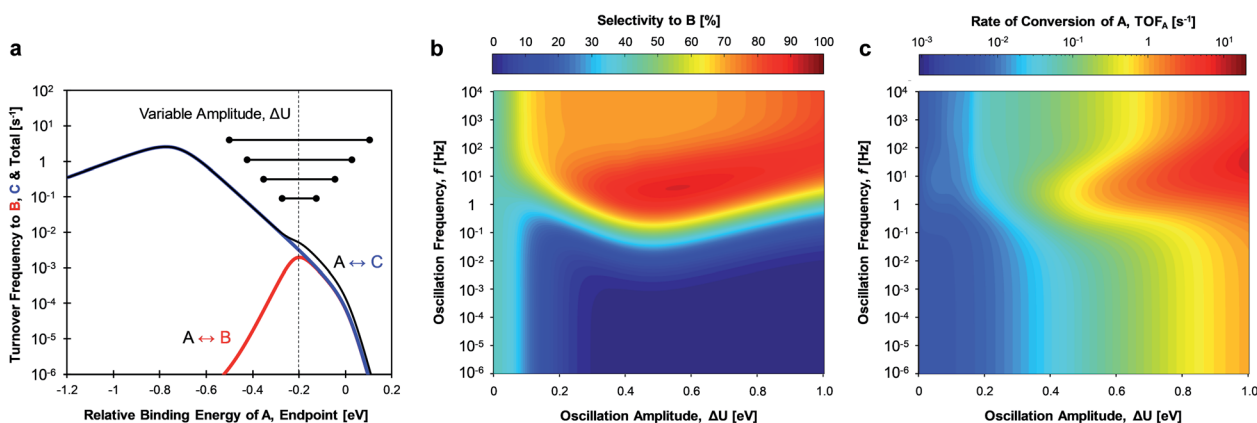 a
Turnover Frequency to B, C & Total [s⁻¹]
10²
10¹
1
10⁻¹
10⁻²
10⁻³
10⁻⁴
10⁻⁵
10⁻⁶
Variable Amplitude, ΔU
A ↔ C
A ↔ B
-1.2 -1 -0.8 -0.6 -0.4 -0.2 0 0.2
Relative Binding Energy of A, Endpoint [eV]
b
Selectivity to B [%]
0 10 20 30 40 50 60 70 80 90 100
Oscillation Frequency, f [Hz]
10⁴
10³
10²
10¹
1
10⁻¹
10⁻²
10⁻³
10⁻⁴
10⁻⁵
10⁻⁶
0 0.2 0.4 0.6 0.8 1.0
Oscillation Amplitude, ΔU [eV]
c
Rate of Conversion of A, TOF_A [s⁻¹]
10⁻³ 10⁻² 10⁻¹ 1 10¹
Oscillation Frequency, f [Hz]
10⁴
10³
10²
10¹
1
10⁻¹
10⁻²
10⁻³
10⁻⁴
10⁻⁵
10⁻⁶
0 0.2 0.4 0.6 0.8 1.0
Oscillation Amplitude, ΔU [eV]